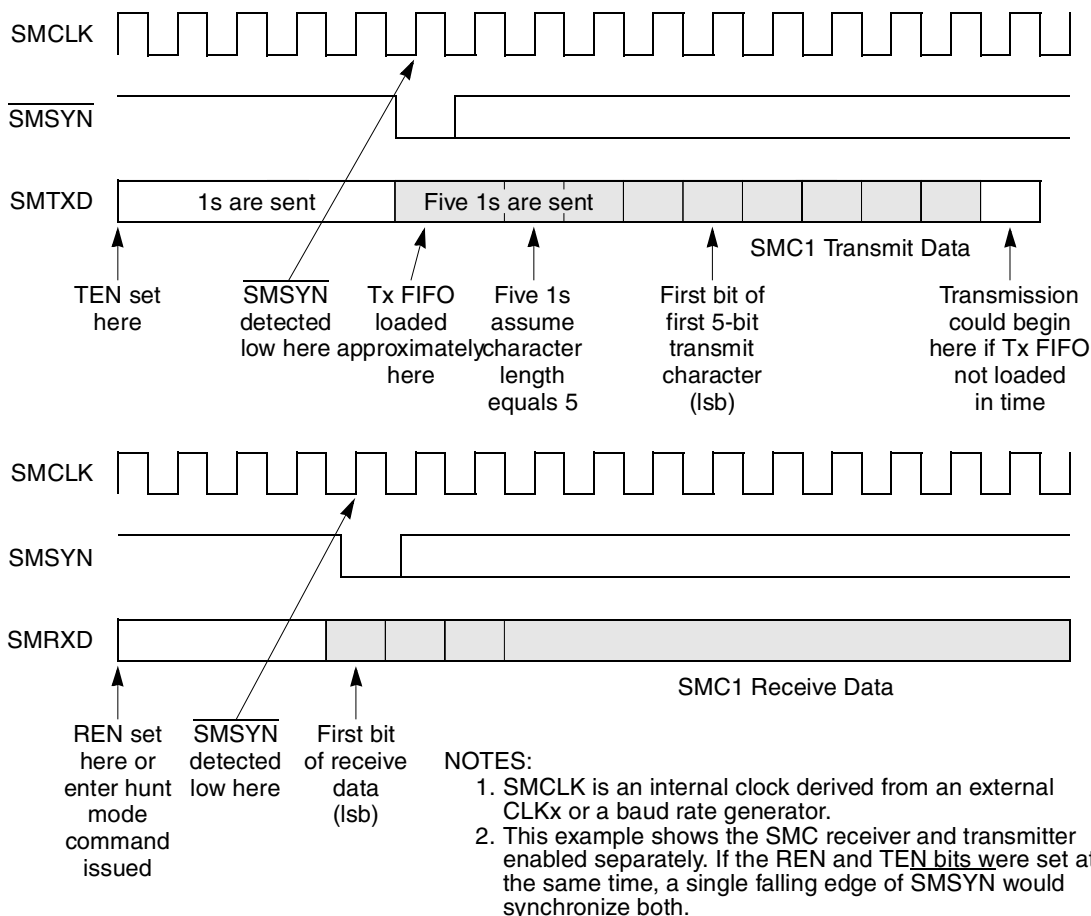 SMCLK
SMSYN
SMTXD
1s are sent
Five 1s are sent
SMC1 Transmit Data
TEN set
here
SMSYN
detected
low here
Tx FIFO
loaded
approximately
here
Five 1s
assume
character
length
equals 5
First bit of
first 5-bit
transmit
character
(lsb)
Transmission
could begin
here if Tx FIFO
not loaded
in time
SMCLK
SMSYN
SMRXD
SMC1 Receive Data
REN set
here or
enter hunt
mode
command
issued
SMSYN
detected
low here
First bit
of receive
data
(lsb)
NOTES:
1. SMCLK is an internal clock derived from an external
CLKx or a baud rate generator.
2. This example shows the SMC receiver and transmitter
enabled separately. If the REN and TEN bits were set at
the same time, a single falling edge of SMSYN would
synchronize both.